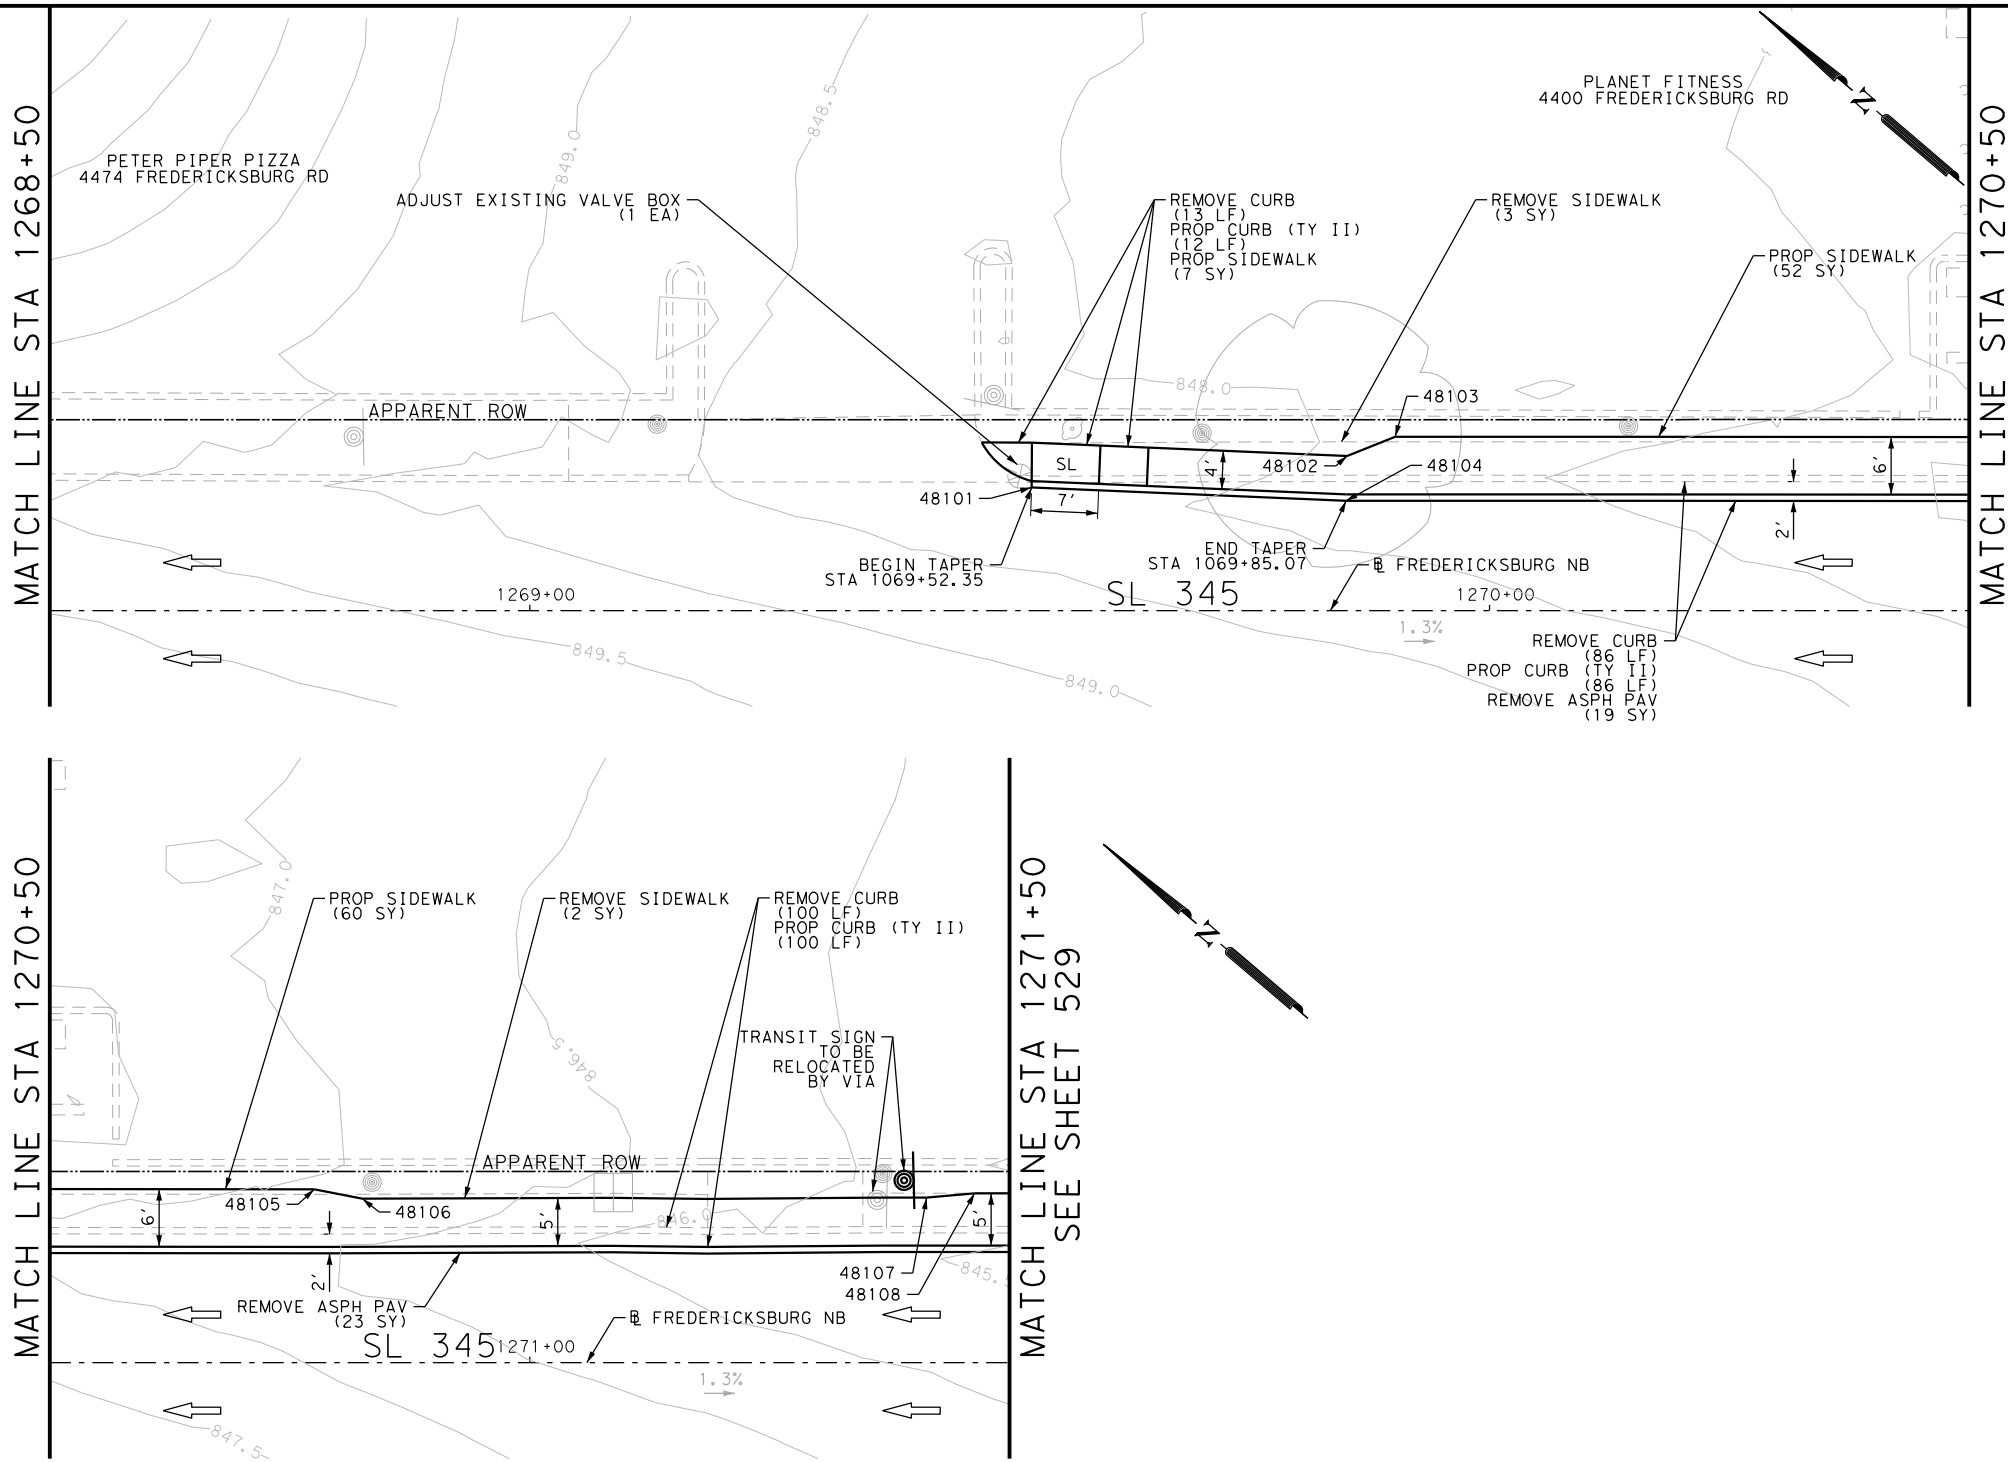 MATCH LINE STA 1268+50
PETER PIPER PIZZA
4474 FREDERICKSBURG RD
849.0
848.5
PLANET FITNESS
4400 FREDERICKSBURG RD
N
MATCH LINE STA 1270+50
ADJUST EXISTING VALVE BOX
(1 EA)
REMOVE CURB
(13 LF)
PROP CURB (TY II)
(12 LF)
PROP SIDEWALK
(7 SY)
REMOVE SIDEWALK
(3 SY)
PROP SIDEWALK
(52 SY)
848.0
APPARENT ROW
48103
SL
4'
48102
48104
6'
48101
7'
2'
BEGIN TAPER
STA 1069+52.35
END TAPER
STA 1069+85.07
BL FREDERICKSBURG NB
SL 345
1269+00
1270+00
1.3%
849.5
849.0
REMOVE CURB
(86 LF)
PROP CURB (TY II)
(86 LF)
REMOVE ASPH PAV
(19 SY)
MATCH LINE STA 1270+50
847.0
PROP SIDEWALK
(60 SY)
REMOVE SIDEWALK
(2 SY)
REMOVE CURB
(100 LF)
PROP CURB (TY II)
(100 LF)
MATCH LINE STA 1271+50
SEE SHEET 529
N
846.5
TRANSIT SIGN
TO BE
RELOCATED
BY VIA
APPARENT ROW
48105
48106
6'
5'
846.0
5'
2'
48107
48108
845.5
REMOVE ASPH PAV
(23 SY)
BL FREDERICKSBURG NB
SL 345
1271+00
1.3%
847.5